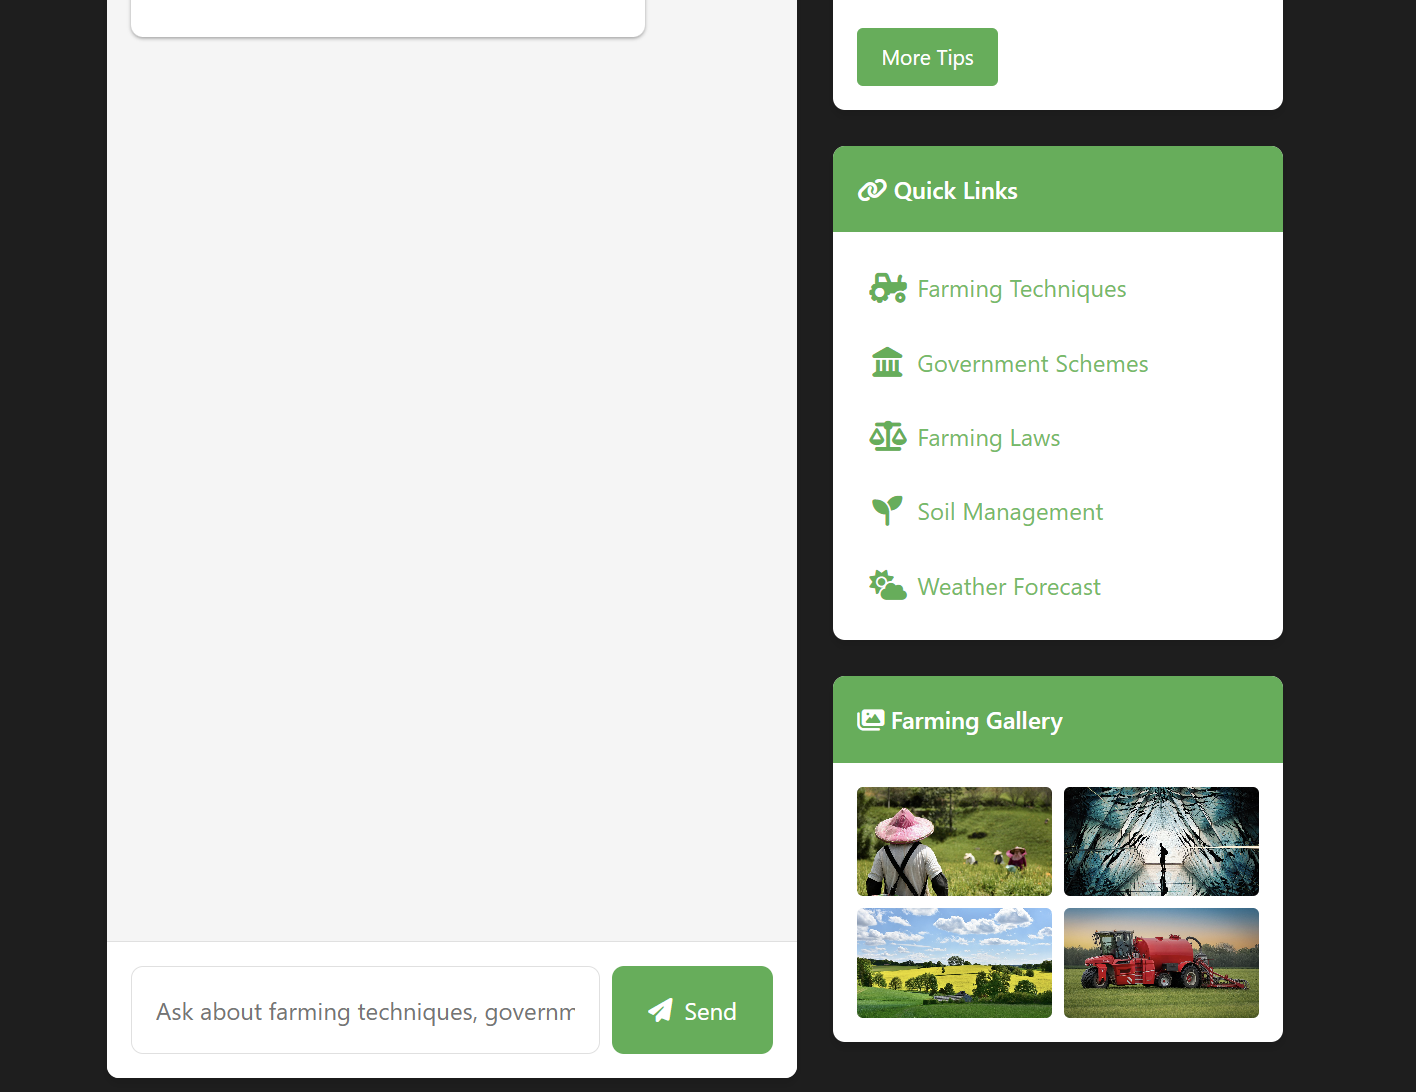 More Tips
Quick Links
Farming Techniques
Government Schemes
Farming Laws
Soil Management
Weather Forecast
Farming Gallery
Ask about farming techniques, governm
Send